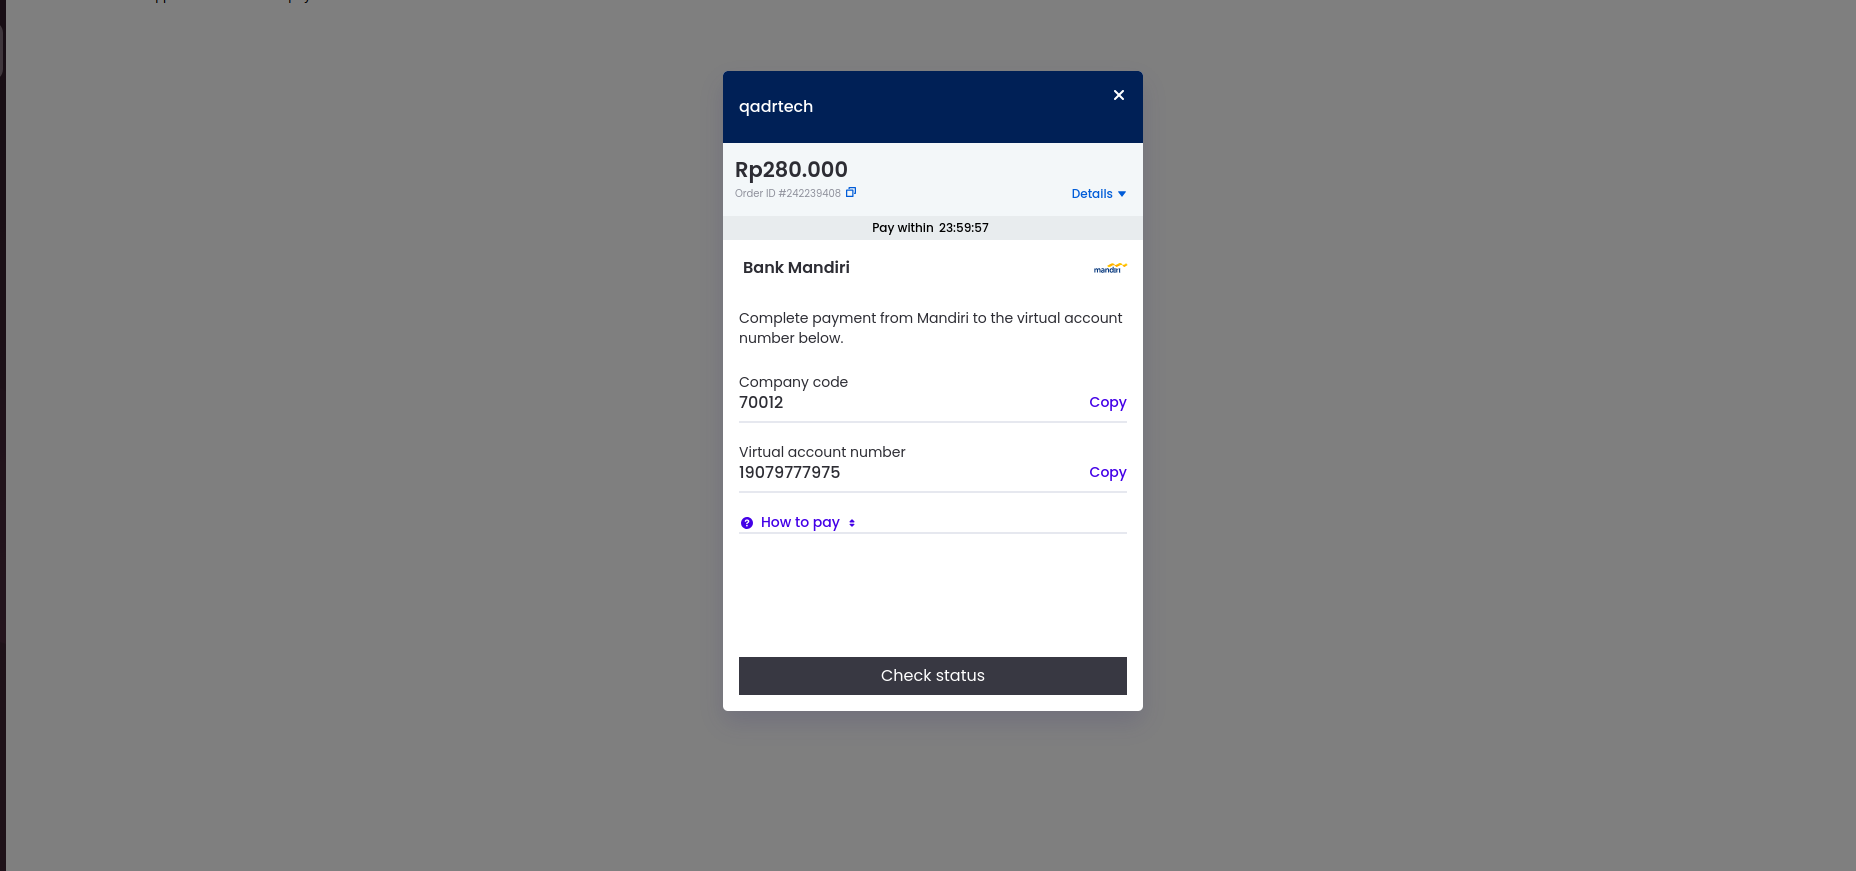 qadrtech
Rp280.000
Order ID #242239408
Details
Pay within 23:59:57
Bank Mandiri
mandiri
Complete payment from Mandiri to the virtual account
number below.
Company code
70012
Copy
Virtual account number
19079777975
Copy
How to pay
Check status